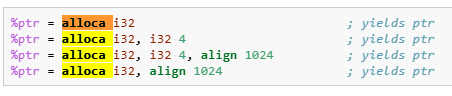 %ptr = alloca i32                             ; yields ptr
%ptr = alloca i32, i32 4                      ; yields ptr
%ptr = alloca i32, i32 4, align 1024          ; yields ptr
%ptr = alloca i32, align 1024                 ; yields ptr